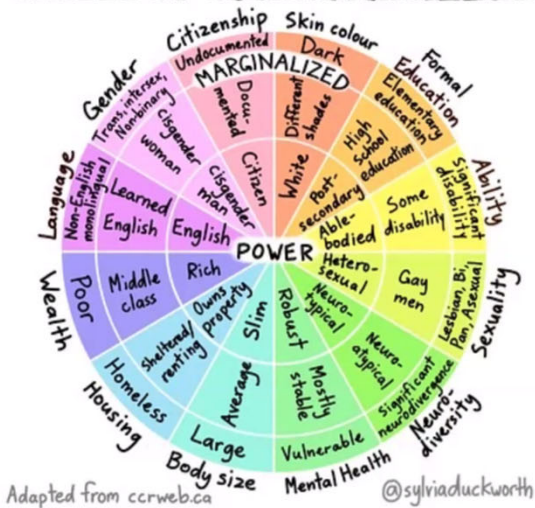 Citizenship
Undocumented
Docu-
mented
Citizen
Skin colour
Dark
Different
shades
White
Formal
Education
Elementary
education
High
School
education
Post-
secondary
Ability
Significant
disability
Some
disability
Able-
bodied
Sexuality
Lesbian, Bi,
Pan, Asexual
Gay
men
Hetero-
sexual
Neuro-
diversity
Significant
neurodivergence
Neuro-
atypical
Neuro-
typical
Mental Health
Vulnerable
Mostly
stable
Robust
Body size
Large
Average
Slim
Housing
Homeless
Sheltered/
renting
Owns
property
Wealth
Poor
Middle
class
Rich
Language
Non-English
monolingual
Learned
English
English
Gender
Trans, intersex,
Non-binary
cisgender
woman
cisgender
man
MARGINALIZED
POWER
Adapted from ccrweb.ca
@sylviaduckworth